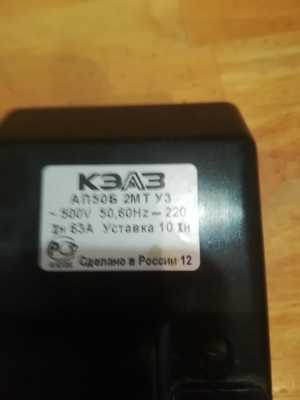 КЭАЗ
АП50Б 2МТ У3
~ 500V 50,60Hz ═ 220
Iн 63А Уставка 10 Iн
Сделано в России 12